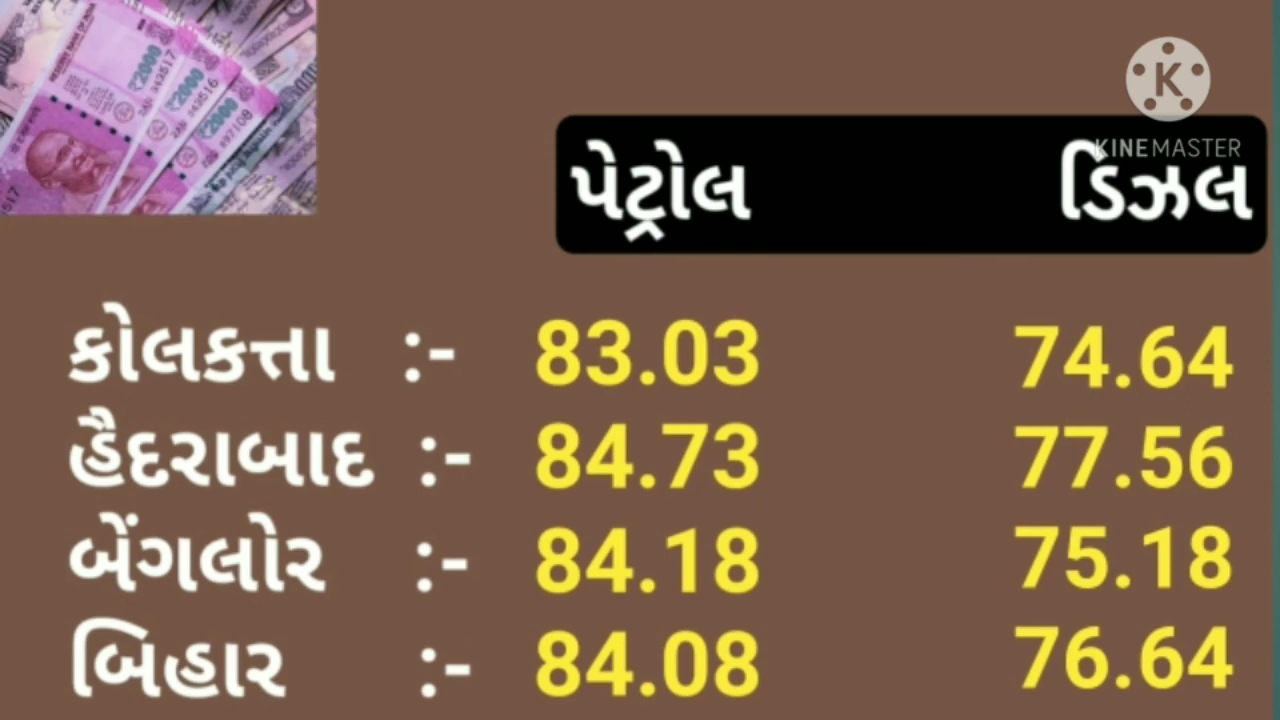 KINEMASTER
પેટ્રોલ ડિઝલ
કોલકત્તા :- 83.03 74.64
હૈદરાબાદ :- 84.73 77.56
બેંગલોર :- 84.18 75.18
બિહાર :- 84.08 76.64